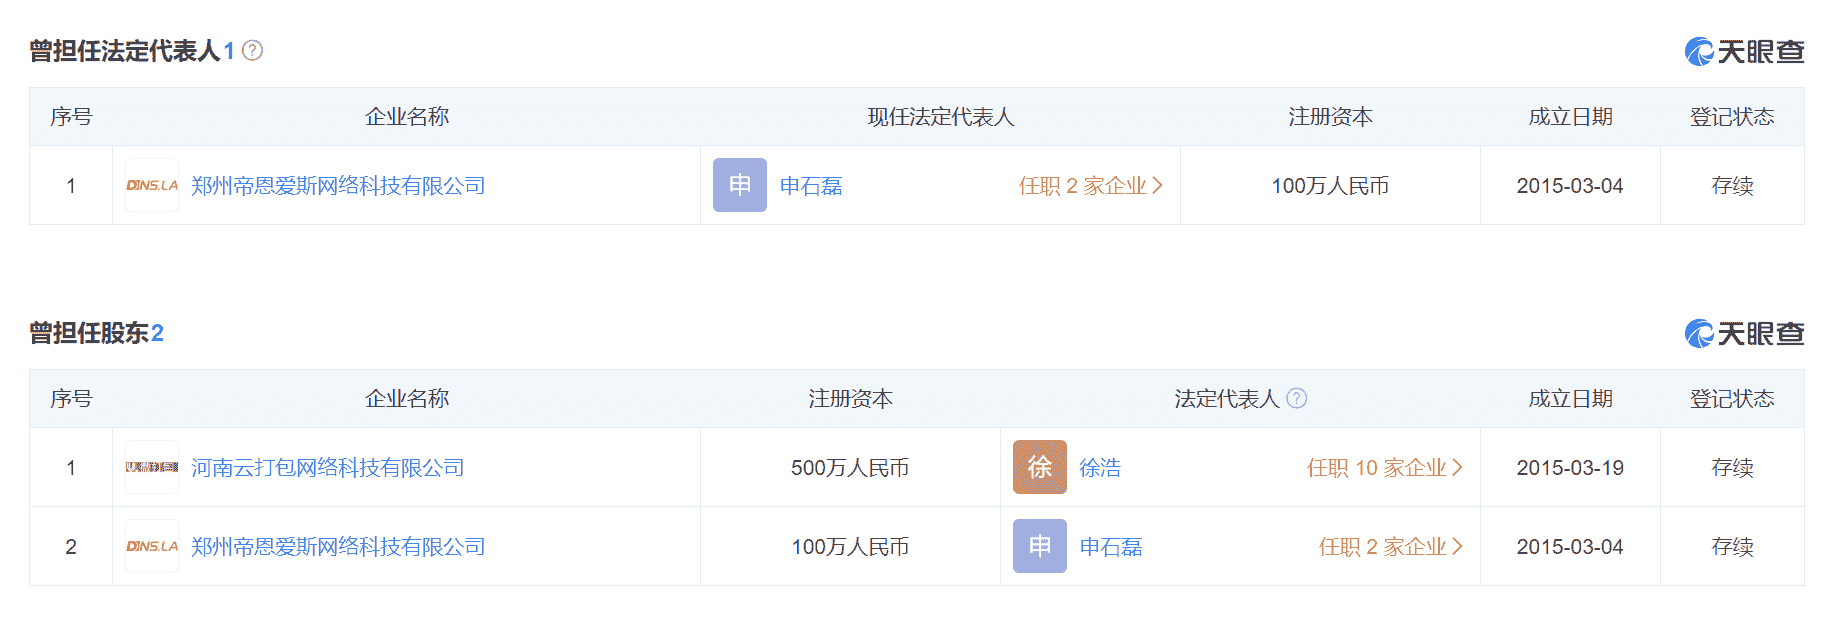 曾担任法定代表人1 ?
天眼查
序号 企业名称 现任法定代表人 注册资本 成立日期 登记状态
1 DINS.LA 郑州帝恩爱斯网络科技有限公司 申 申石磊 任职 2 家企业 100万人民币 2015-03-04 存续
曾担任股东2
天眼查
序号 企业名称 注册资本 法定代表人 ? 成立日期 登记状态
1 河南云打包网络科技有限公司 500万人民币 徐 徐浩 任职 10 家企业 2015-03-19 存续
2 DINS.LA 郑州帝恩爱斯网络科技有限公司 100万人民币 申 申石磊 任职 2 家企业 2015-03-04 存续